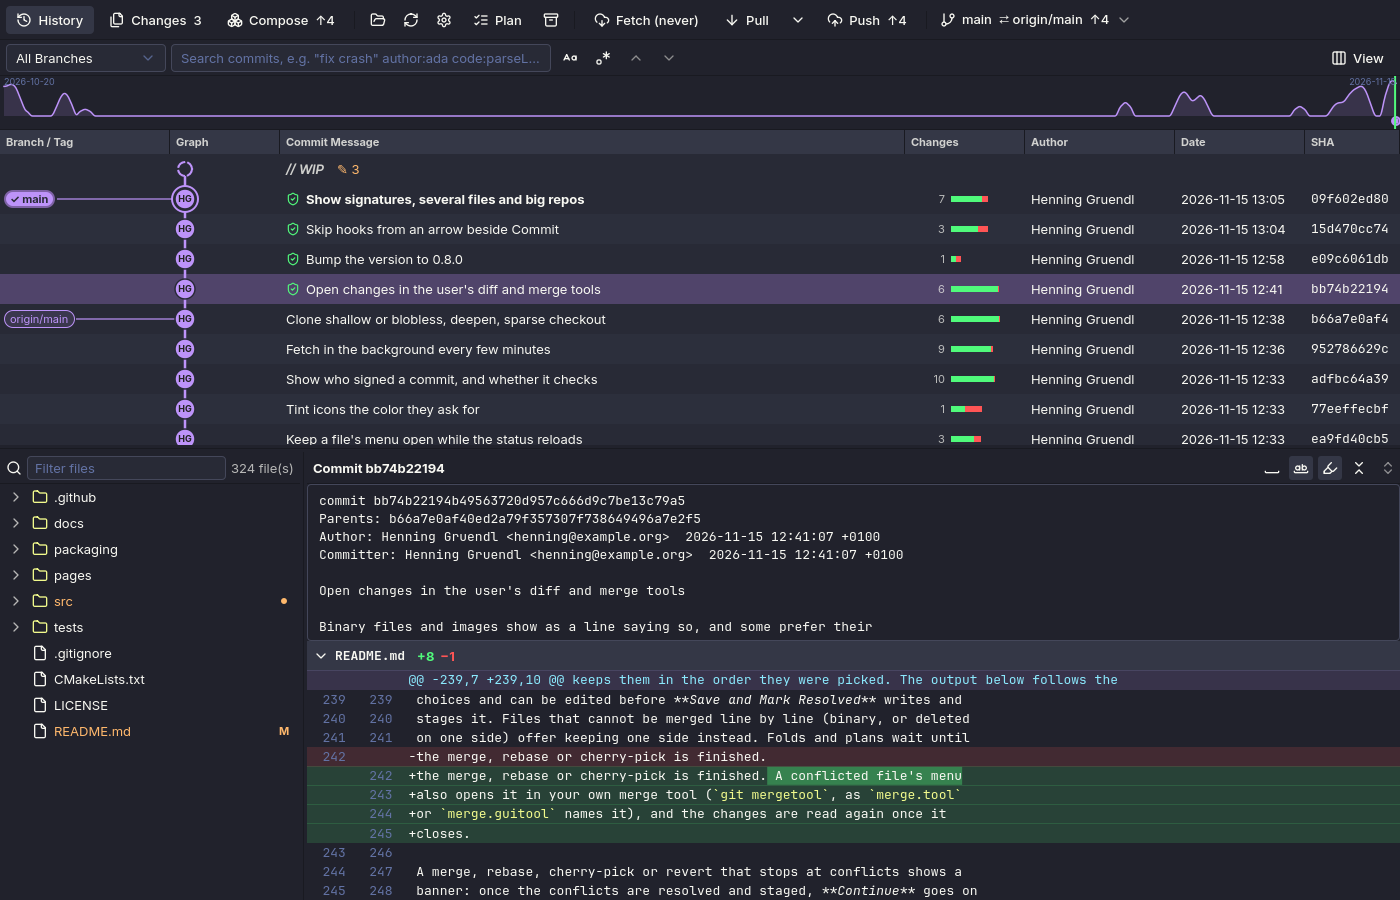 History Changes 3 Compose ↑4 Plan Fetch (never) Pull Push ↑4 main ⇄ origin/main ↑4
All Branches Search commits, e.g. "fix crash" author:ada code:parseL... Aa .* View
2026-10-20
Branch / Tag Graph Commit Message Changes Author Date SHA
// WIP ✎ 3
✓ main HG Show signatures, several files and big repos 7 Henning Gruendl 2026-11-15 13:05 09f602ed80
HG Skip hooks from an arrow beside Commit 3 Henning Gruendl 2026-11-15 13:04 15d470cc74
HG Bump the version to 0.8.0 1 Henning Gruendl 2026-11-15 12:58 e09c6061db
HG Open changes in the user's diff and merge tools 6 Henning Gruendl 2026-11-15 12:41 bb74b22194
origin/main HG Clone shallow or blobless, deepen, sparse checkout 6 Henning Gruendl 2026-11-15 12:38 b66a7e0af4
HG Fetch in the background every few minutes 9 Henning Gruendl 2026-11-15 12:36 952786629c
HG Show who signed a commit, and whether it checks 10 Henning Gruendl 2026-11-15 12:33 adfbc64a39
HG Tint icons the color they ask for 1 Henning Gruendl 2026-11-15 12:33 77eeffecbf
HG Keep a file's menu open while the status reloads 3 Henning Gruendl 2026-11-15 12:33 ea9fd40cb5
Filter files 324 file(s)
.github
docs
packaging
pages
src
tests
.gitignore
CMakeLists.txt
LICENSE
README.md M
Commit bb74b22194 ab
commit bb74b22194b49563720d957c666d9c7be13c79a5
Parents: b66a7e0af40ed2a79f357307f738649496a7e2f5
Author: Henning Gruendl <henning@example.org> 2026-11-15 12:41:07 +0100
Committer: Henning Gruendl <henning@example.org> 2026-11-15 12:41:07 +0100
Open changes in the user's diff and merge tools
Binary files and images show as a line saying so, and some prefer their
README.md +8 −1
@@ -239,7 +239,10 @@ keeps them in the order they were picked. The output below follows the
239 239 choices and can be edited before **Save and Mark Resolved** writes and
240 240 stages it. Files that cannot be merged line by line (binary, or deleted
241 241 on one side) offer keeping one side instead. Folds and plans wait until
242 -the merge, rebase or cherry-pick is finished.
242 +the merge, rebase or cherry-pick is finished. A conflicted file's menu
243 +also opens it in your own merge tool (`git mergetool`, as `merge.tool`
244 +or `merge.guitool` names it), and the changes are read again once it
245 +closes.
243 246
244 247 A merge, rebase, cherry-pick or revert that stops at conflicts shows a
245 248 banner: once the conflicts are resolved and staged, **Continue** goes on